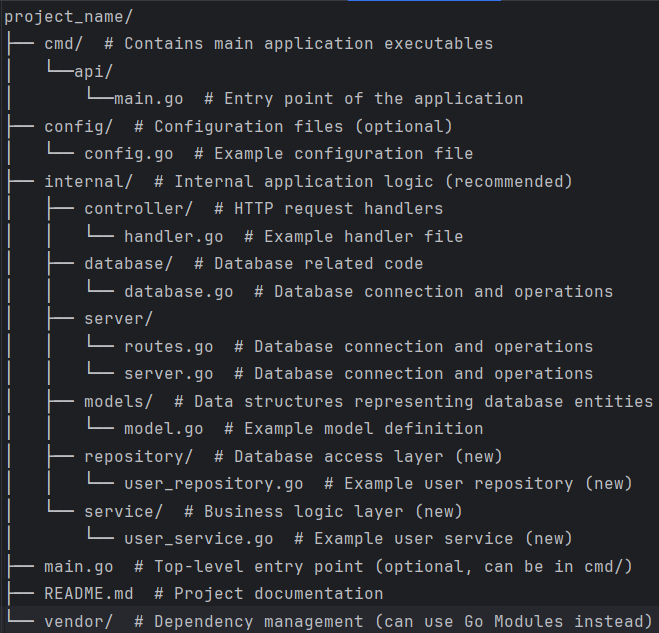 project_name/
├── cmd/  # Contains main application executables
│   └──api/
│       └──main.go  # Entry point of the application
├── config/  # Configuration files (optional)
│   └── config.go  # Example configuration file
├── internal/  # Internal application logic (recommended)
│   ├── controller/  # HTTP request handlers
│   │   └── handler.go  # Example handler file
│   ├── database/  # Database related code
│   │   └── database.go  # Database connection and operations
│   ├── server/
│   │   └── routes.go  # Database connection and operations
│   │   └── server.go  # Database connection and operations
│   ├── models/  # Data structures representing database entities
│   │   └── model.go  # Example model definition
│   ├── repository/  # Database access layer (new)
│   │   └── user_repository.go  # Example user repository (new)
│   └── service/  # Business logic layer (new)
│       └── user_service.go  # Example user service (new)
├── main.go  # Top-level entry point (optional, can be in cmd/)
├── README.md  # Project documentation
└── vendor/  # Dependency management (can use Go Modules instead)